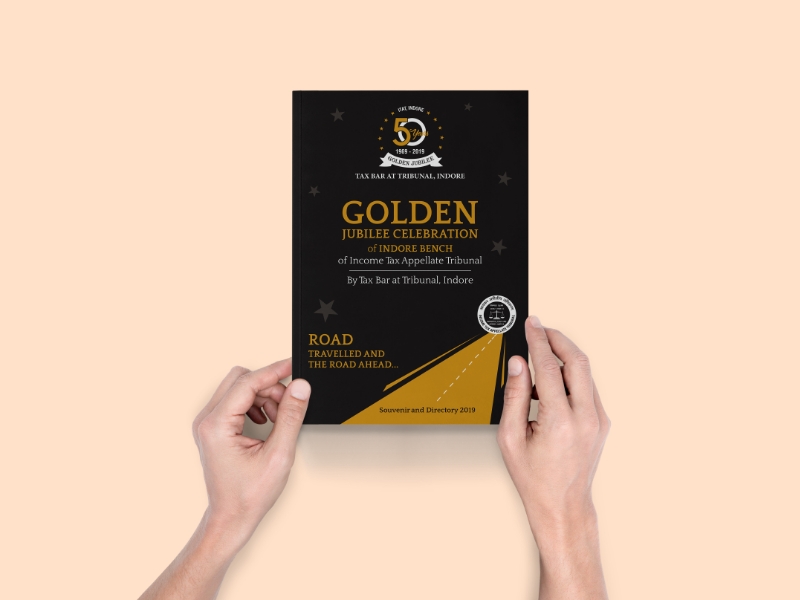 ITAT, INDORE
50 Years
1969 - 2019
GOLDEN JUBILEE
TAX BAR AT TRIBUNAL, INDORE
GOLDEN
JUBILEE CELEBRATION
of INDORE BENCH
of Income Tax Appellate Tribunal
By Tax Bar at Tribunal, Indore
ROAD
TRAVELLED AND
THE ROAD AHEAD...
Souvenir and Directory 2019